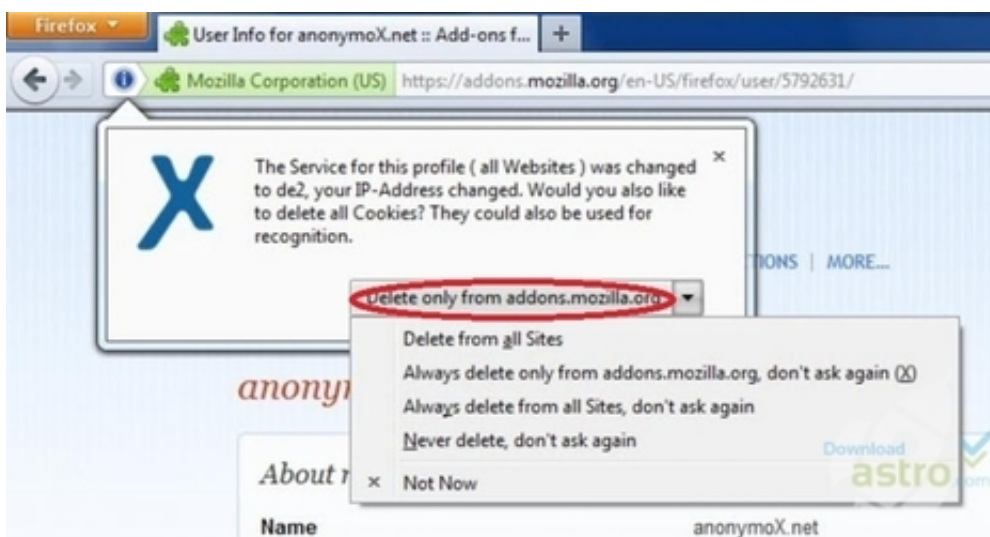 Firefox
User Info for anonymoX.net :: Add-ons f...
Mozilla Corporation (US) https://addons.mozilla.org/en-US/firefox/user/5792631/
The Service for this profile ( all Websites ) was changed
to de2, your IP-Address changed. Would you also like
to delete all Cookies? They could also be used for
recognition.
IONS | MORE...
Delete only from addons.mozilla.org
Delete from all Sites
Always delete only from addons.mozilla.org, don't ask again (X)
Always delete from all Sites, don't ask again
Never delete, don't ask again
× Not Now
anony
About
Name anonymoX.net
Download
astro.com